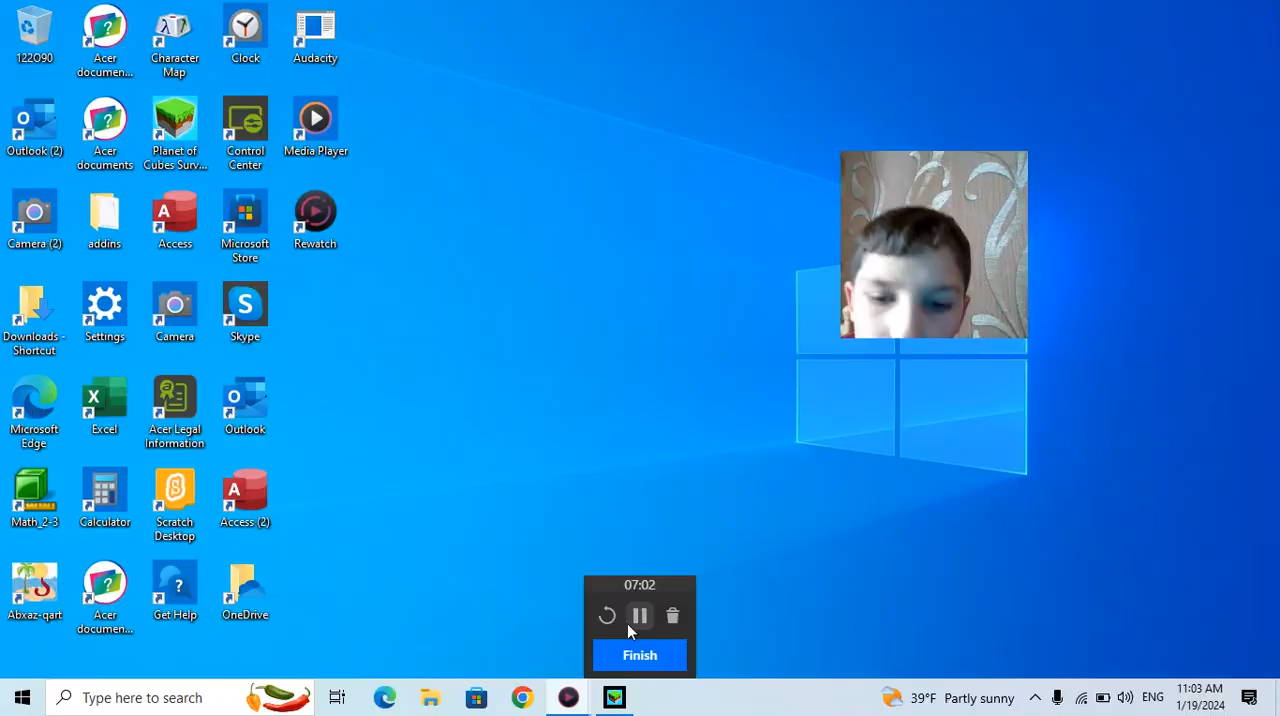 122O90
Acer
documen...
Character
Map
Clock
Audacity
Outlook (2)
Acer
documents
Planet of
Cubes Surv...
Control
Center
Media Player
Camera (2)
addins
Access
Microsoft
Store
Rewatch
Downloads -
Shortcut
Settings
Camera
Skype
Microsoft
Edge
Excel
Acer Legal
Information
Outlook
Math_2-3
Calculator
Scratch
Desktop
Access (2)
Abxaz-qart
Acer
documen...
Get Help
OneDrive
07:02
Finish
Type here to search
39°F Partly sunny
ENG
11:03 AM
1/19/2024